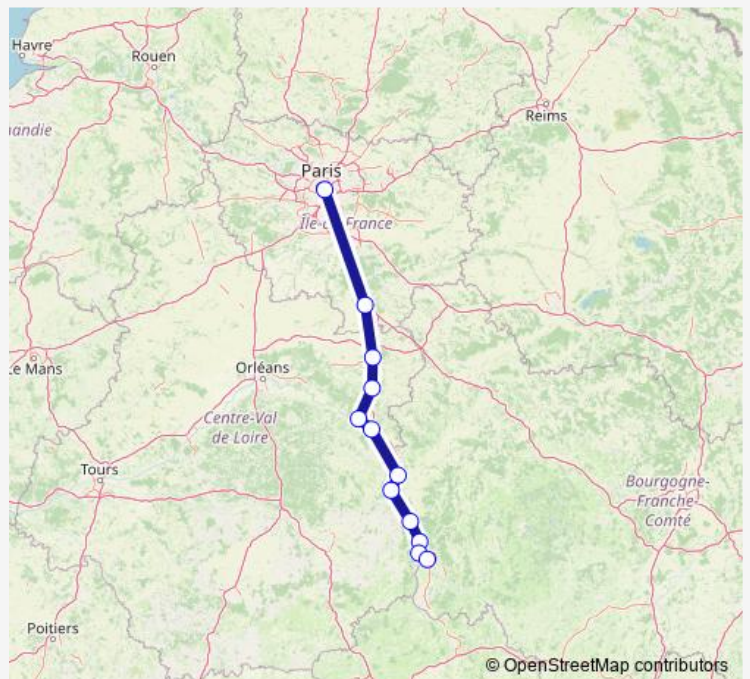 Havre
Rouen
Reims
andie
Paris
Île-de-France
Le Mans
Orléans
Centre-Val
de Loire
Tours
Bourgogne-
Franche-
Comté
Poitiers
© OpenStreetMap contributors